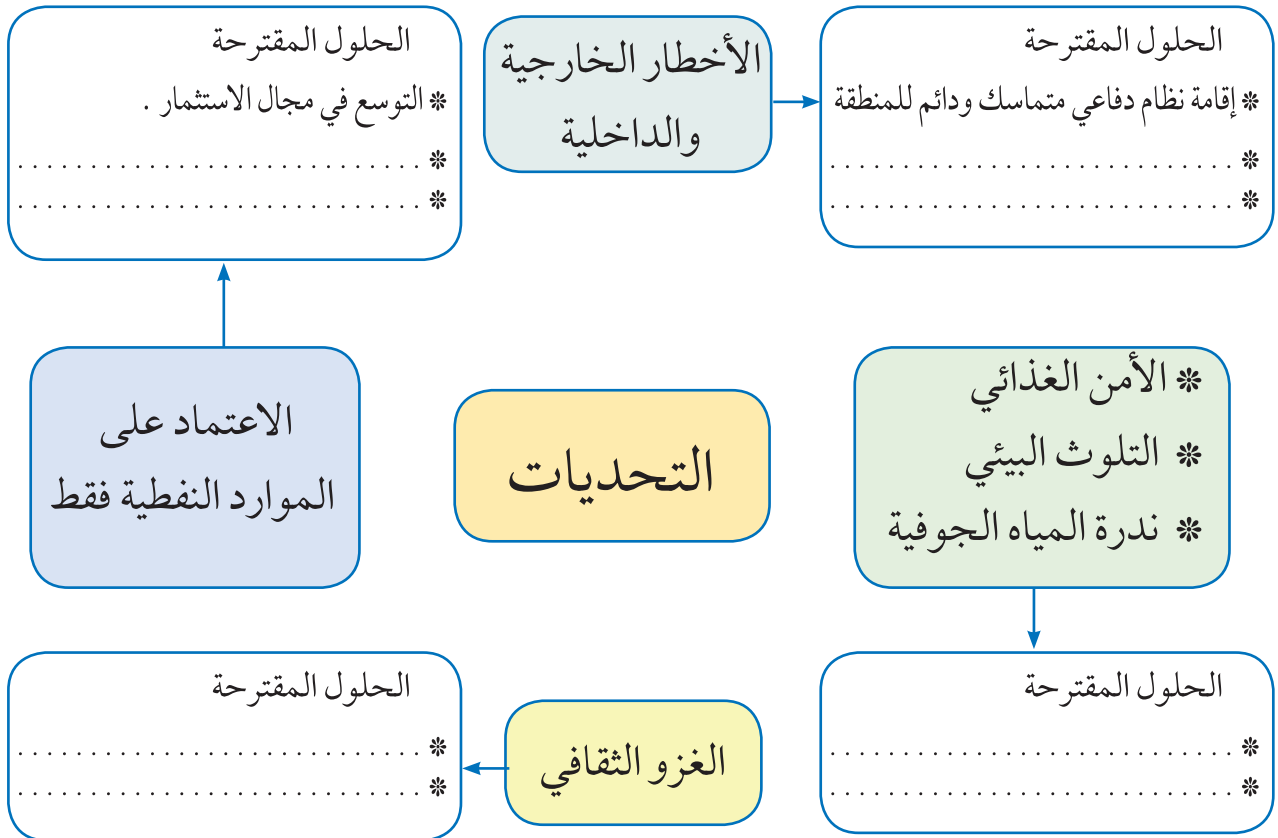 الحلول المقترحة
❊ إقامة نظام دفاعي متماسك ودائم للمنطقة
❊ . . . . . . . . . . . . . . . . . . . . . . . . . . . .
❊ . . . . . . . . . . . . . . . . . . . . . . . . . . . .
الأخطار الخارجية
والداخلية
الحلول المقترحة
❊ التوسع في مجال الاستثمار .
❊ . . . . . . . . . . . . . . . . . . . . . . . . . . . .
❊ . . . . . . . . . . . . . . . . . . . . . . . . . . . .
❊ الأمن الغذائي
❊ التلوث البيئي
❊ ندرة المياه الجوفية
التحديات
الاعتماد على
الموارد النفطية فقط
الحلول المقترحة
❊ . . . . . . . . . . . . . . . . . . . . . . . . . . . .
❊ . . . . . . . . . . . . . . . . . . . . . . . . . . . .
الغزو الثقافي
الحلول المقترحة
❊ . . . . . . . . . . . . . . . . . . . . . . . . . . . .
❊ . . . . . . . . . . . . . . . . . . . . . . . . . . . .